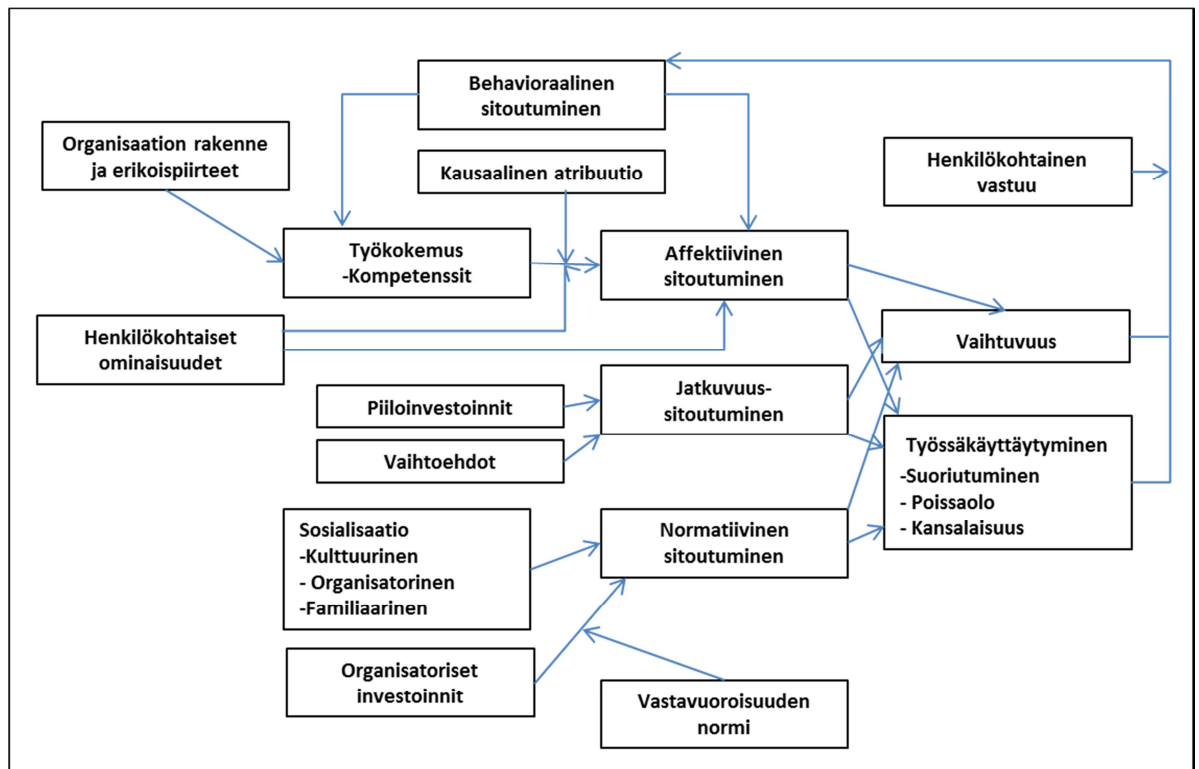 Behavioraalinen
sitoutuminen
Organisaation rakenne
ja erikoispiirteet
Kausaalinen atribuutio
Henkilökohtainen
vastuu
Työkokemus
-Kompetenssit
Affektiivinen
sitoutuminen
Henkilökohtaiset
ominaisuudet
Vaihtuvuus
Piiloinvestoinnit
Jatkuvuus-
sitoutuminen
Vaihtoehdot
Työssäkäyttäytyminen
-Suoriutuminen
- Poissaolo
- Kansalaisuus
Sosialisaatio
-Kulttuurinen
- Organisatorinen
-Familiaarinen
Normatiivinen
sitoutuminen
Organisatoriset
investoinnit
Vastavuoroisuuden
normi